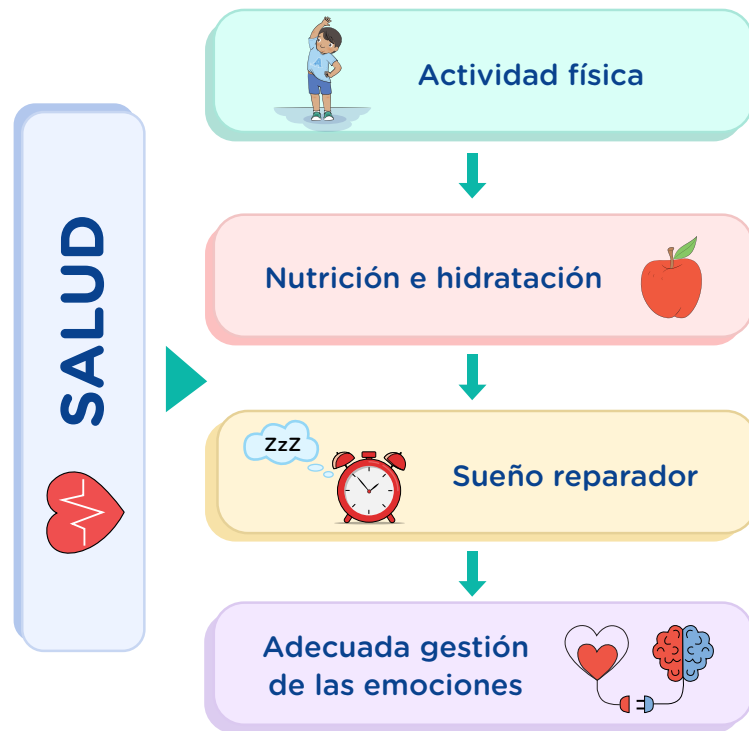 SALUD
Actividad física
Nutrición e hidratación
ZzZ
Sueño reparador
Adecuada gestión
de las emociones